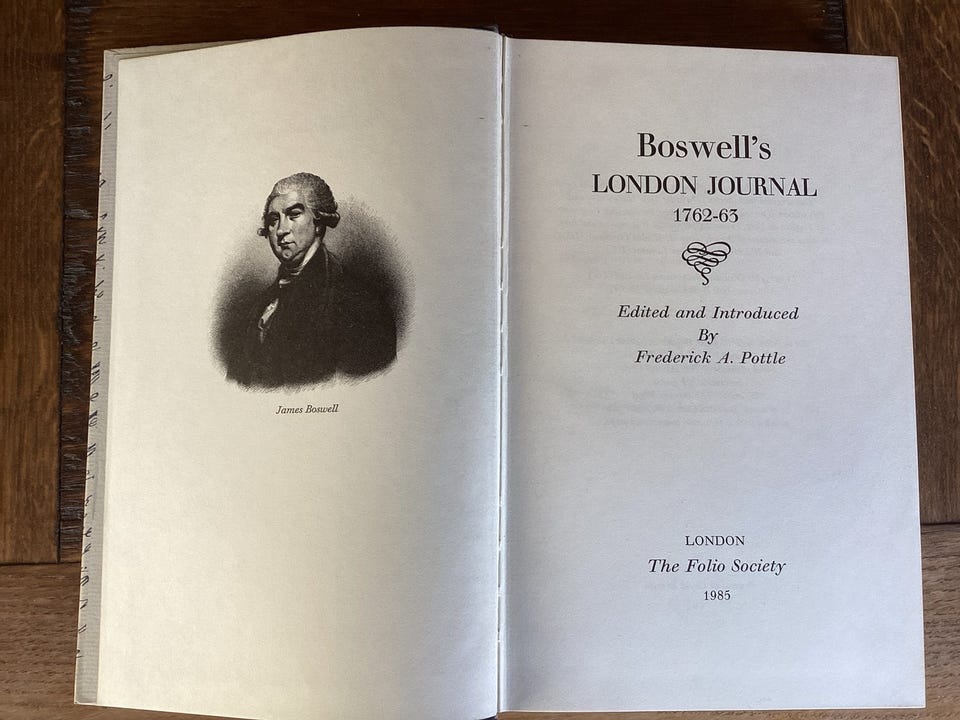 James Boswell
Boswell's
LONDON JOURNAL
1762-63
Edited and Introduced
By
Frederick A. Pottle
LONDON
The Folio Society
1985